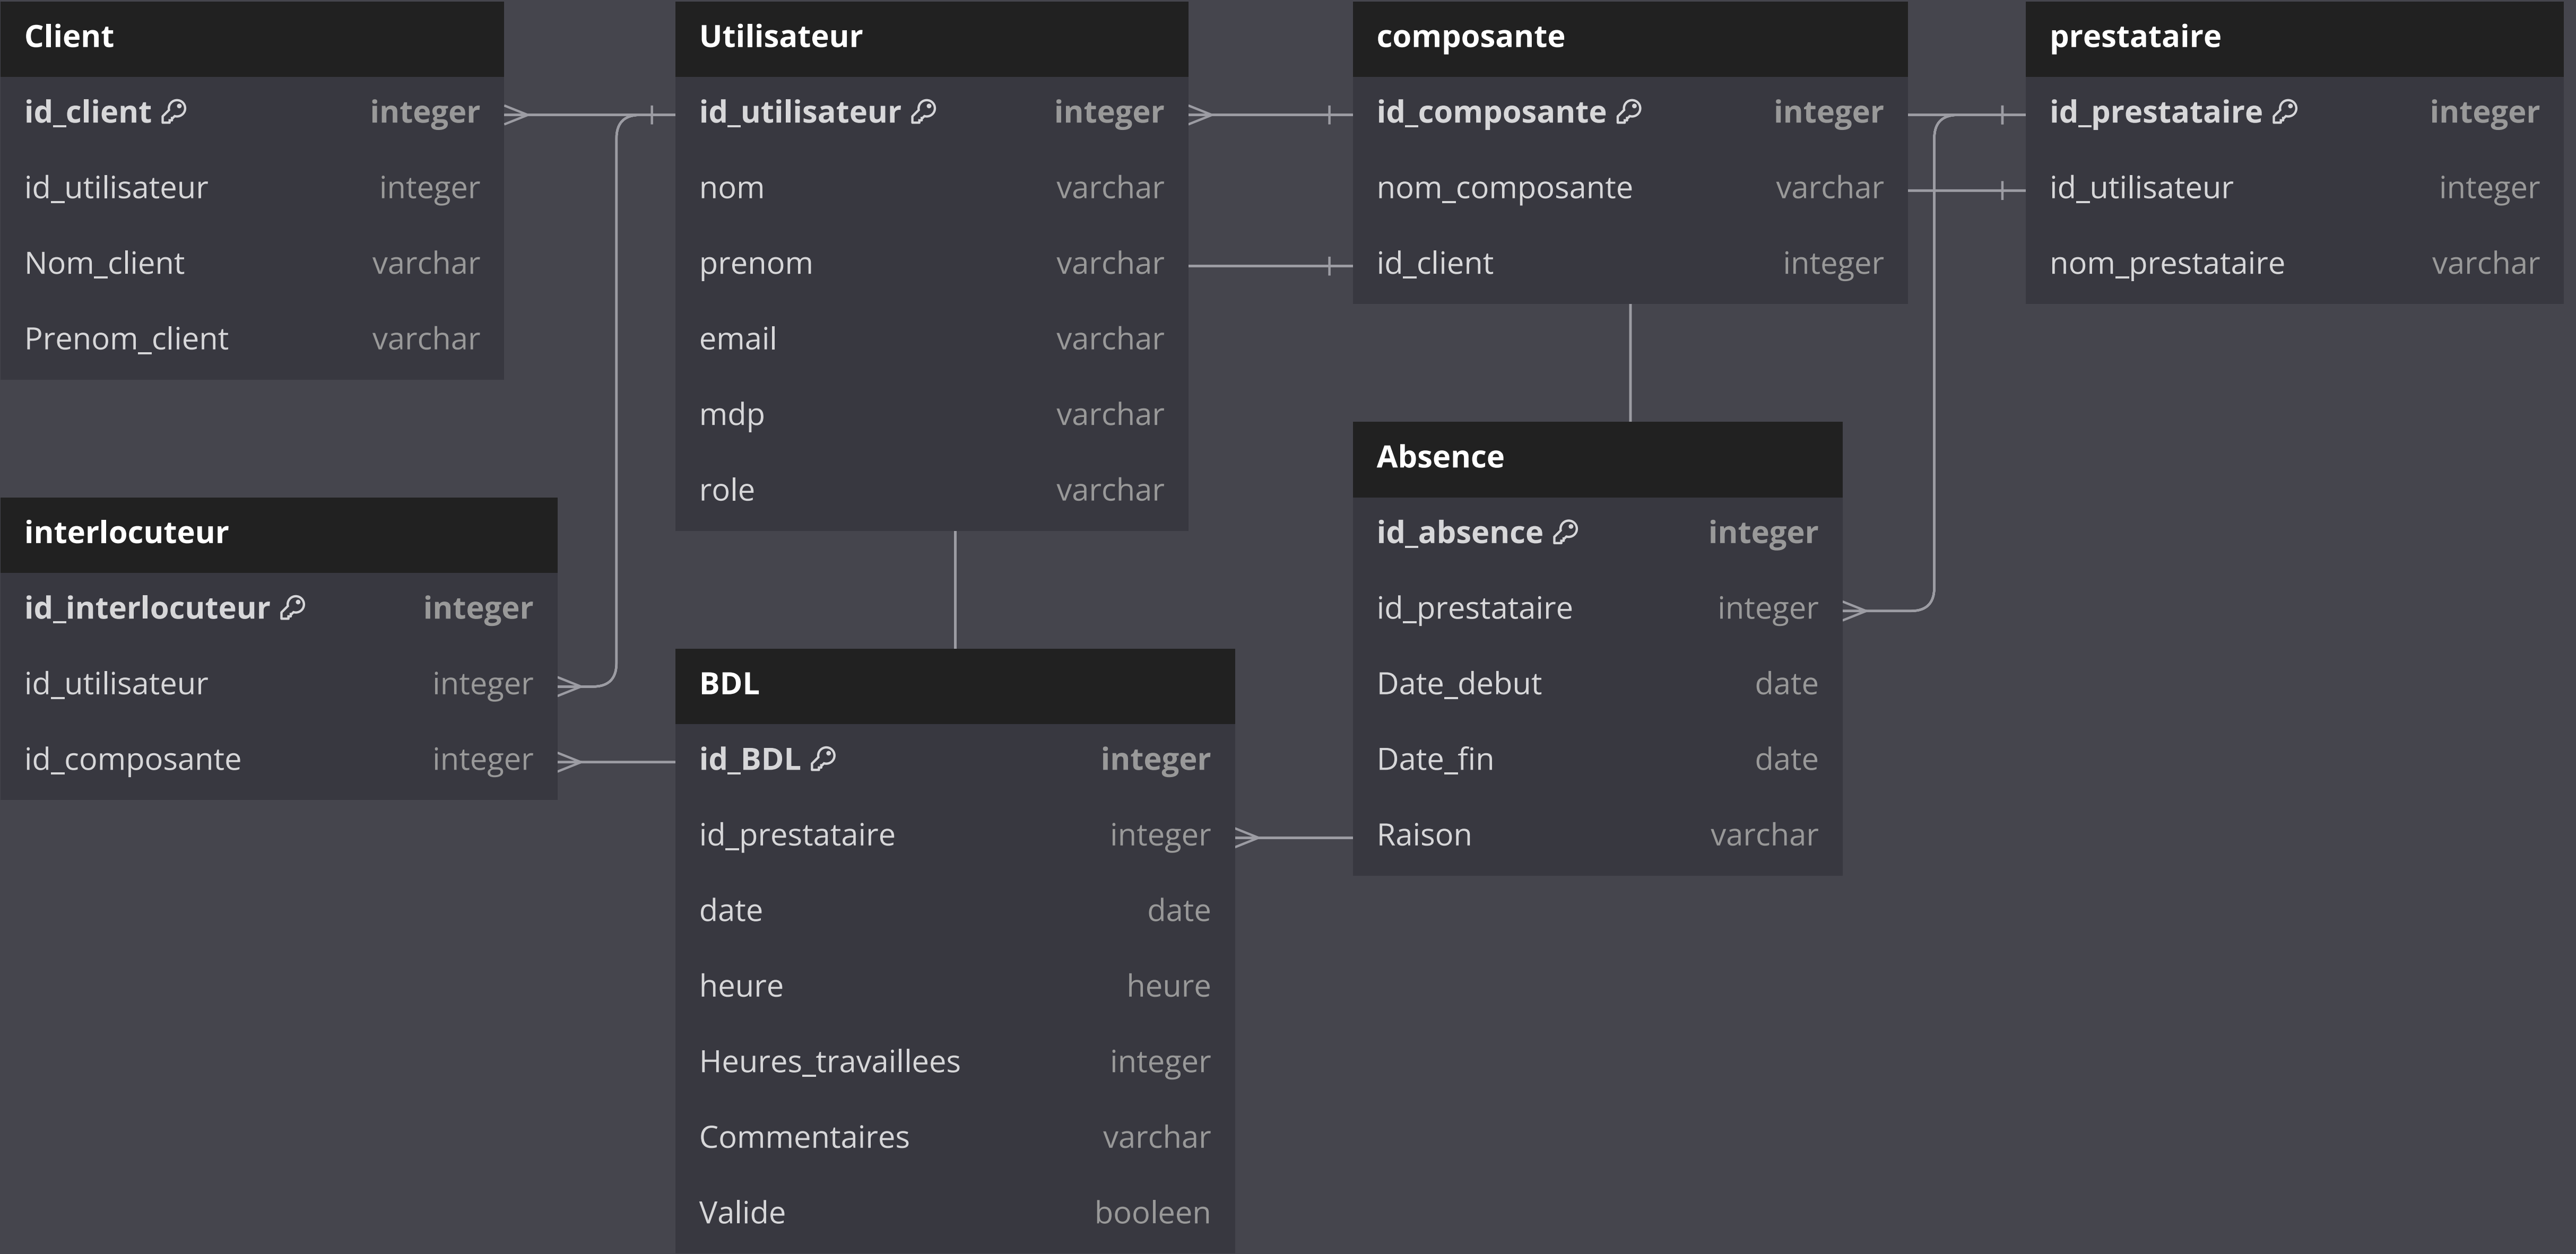 Client
id_client integer
id_utilisateur integer
Nom_client varchar
Prenom_client varchar
Utilisateur
id_utilisateur integer
nom varchar
prenom varchar
email varchar
mdp varchar
role varchar
composante
id_composante integer
nom_composante varchar
id_client integer
prestataire
id_prestataire integer
id_utilisateur integer
nom_prestataire varchar
interlocuteur
id_interlocuteur integer
id_utilisateur integer
id_composante integer
BDL
id_BDL integer
id_prestataire integer
date date
heure heure
Heures_travaillees integer
Commentaires varchar
Valide booleen
Absence
id_absence integer
id_prestataire integer
Date_debut date
Date_fin date
Raison varchar